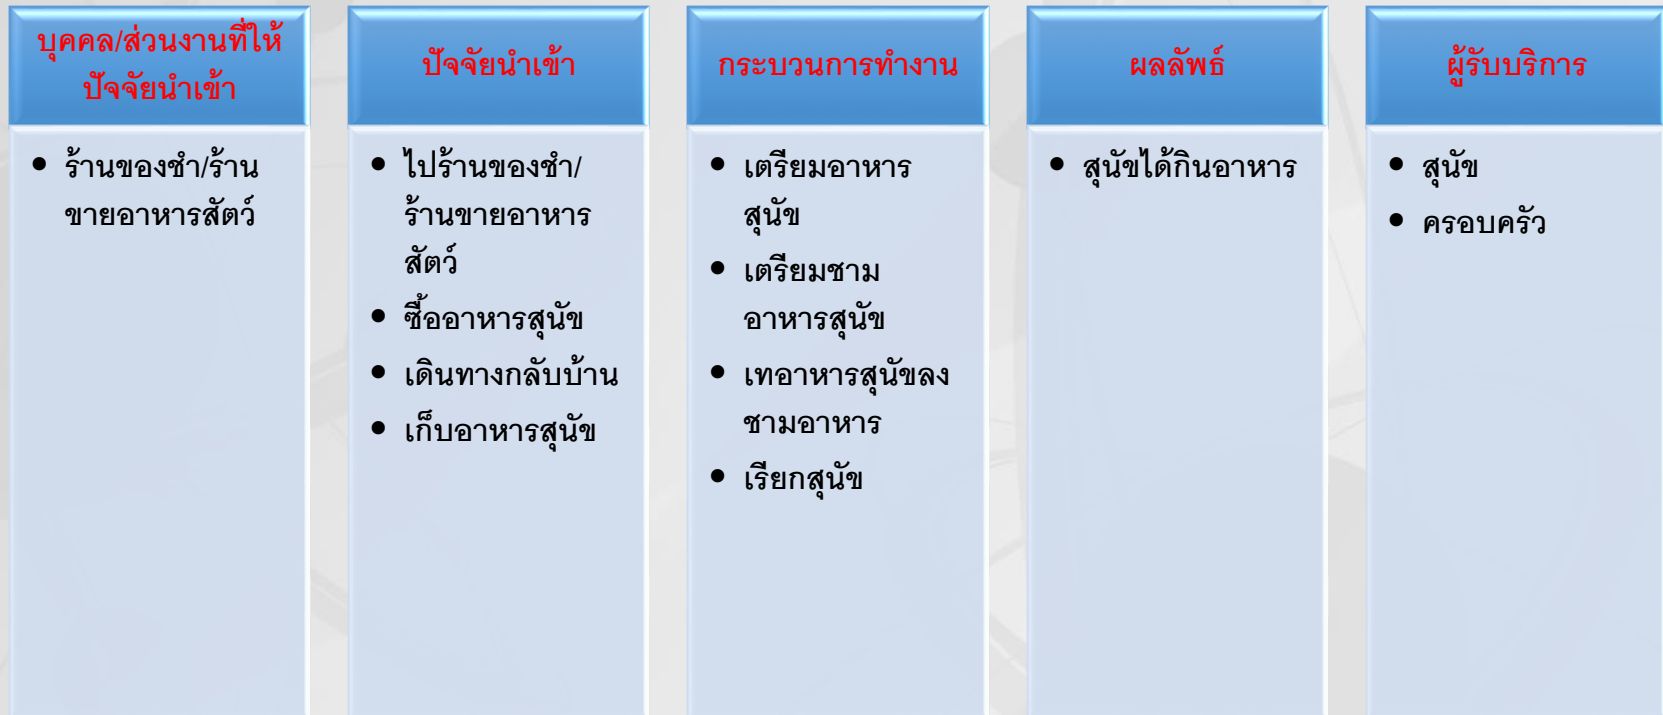 บุคคล/ส่วนงานที่ให้
ปัจจัยนำเข้า
• ร้านของชำ/ร้าน
ขายอาหารสัตว์
ปัจจัยนำเข้า
• ไปร้านของชำ/
ร้านขายอาหาร
สัตว์
• ซื้ออาหารสุนัข
• เดินทางกลับบ้าน
• เก็บอาหารสุนัข
กระบวนการทำงาน
• เตรียมอาหาร
สุนัข
• เตรียมชาม
อาหารสุนัข
• เทอาหารสุนัขลง
ชามอาหาร
• เรียกสุนัข
ผลลัพธ์
• สุนัขได้กินอาหาร
ผู้รับบริการ
• สุนัข
• ครอบครัว